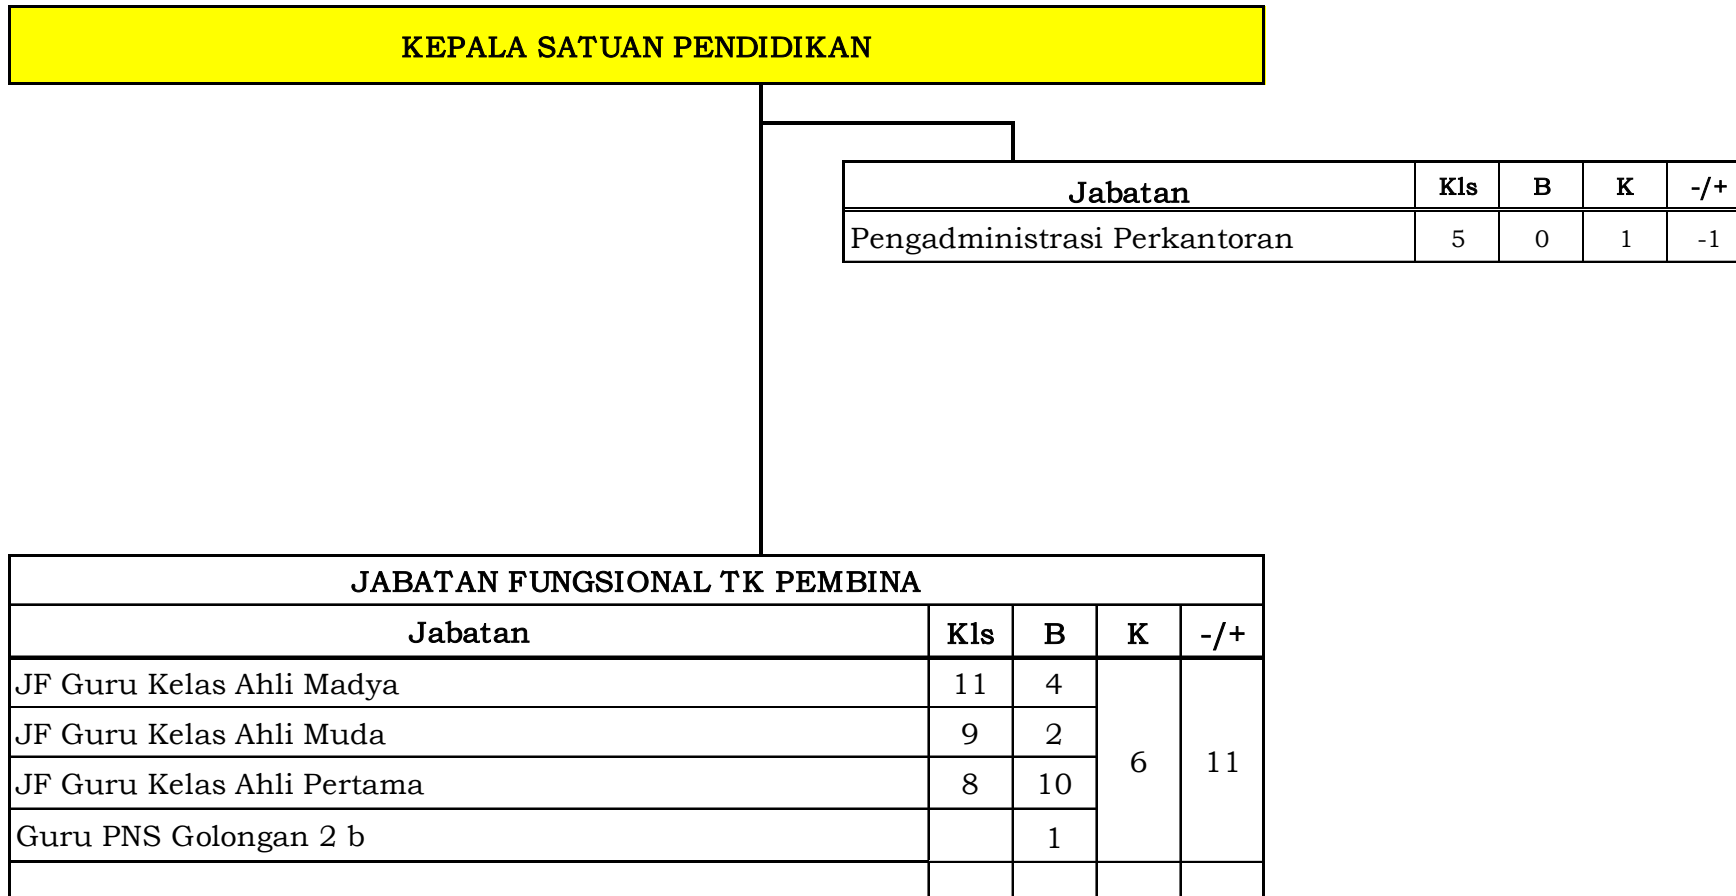 KEPALA SATUAN PENDIDIKAN
Jabatan Kls B K -/+
Pengadministrasi Perkantoran 5 0 1 -1
JABATAN FUNGSIONAL TK PEMBINA
Jabatan Kls B K -/+
JF Guru Kelas Ahli Madya 11 4
JF Guru Kelas Ahli Muda 9 2
6 11
JF Guru Kelas Ahli Pertama 8 10
Guru PNS Golongan 2 b 1